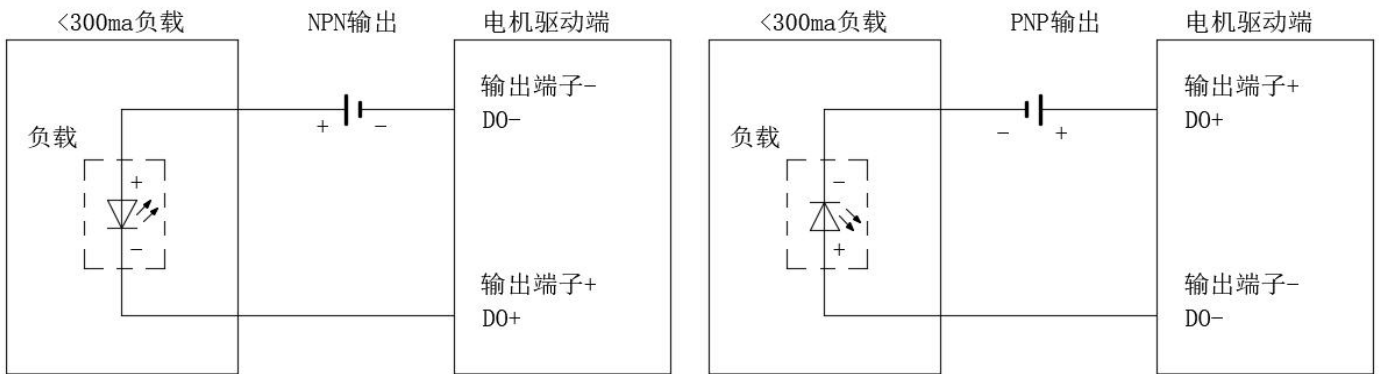 <300ma负载
NPN输出
电机驱动端
输出端子-
DO-
+
-
负载
+
-
输出端子+
DO+
<300ma负载
PNP输出
电机驱动端
输出端子+
DO+
-
+
负载
-
+
输出端子-
DO-